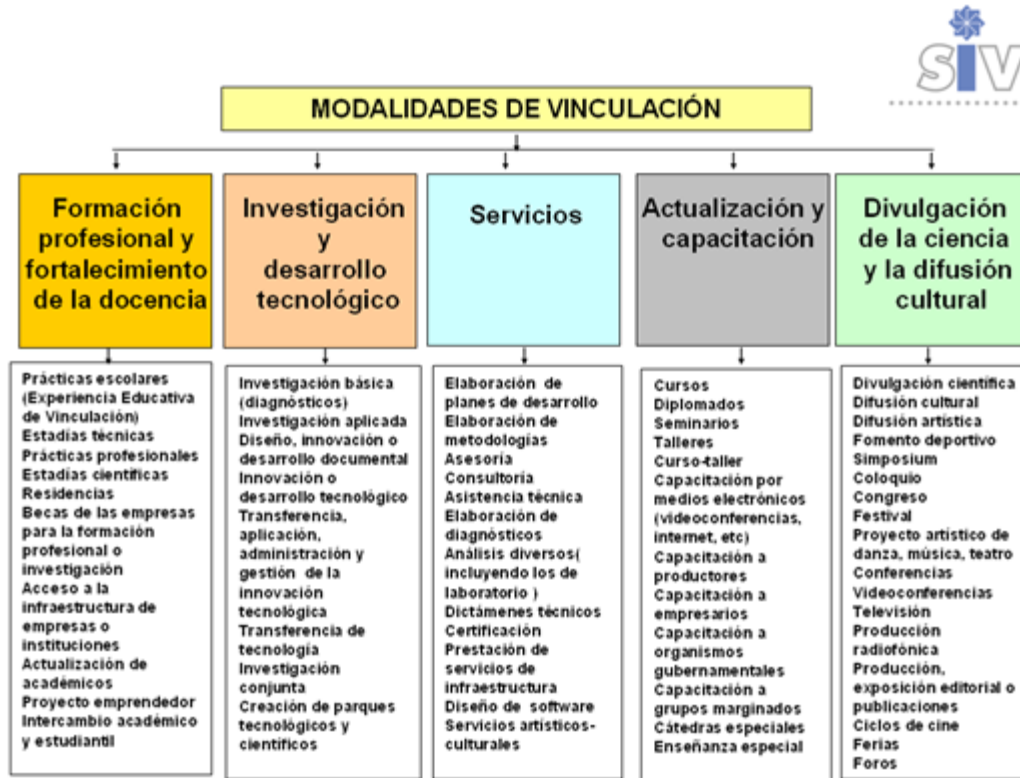 SIV
MODALIDADES DE VINCULACIÓN
Formación
profesional y
fortalecimiento
de la docencia
Prácticas escolares
(Experiencia Educativa
de Vinculación)
Estadías técnicas
Prácticas profesionales
Estadías científicas
Residencias
Becas de las empresas
para la formación
profesional o
investigación
Acceso a la
infraestructura de
empresas o
instituciones
Actualización de
académicos
Proyecto emprendedor
Intercambio académico
y estudiantil
Investigación
y
desarrollo
tecnológico
Investigación básica
(diagnósticos)
Investigación aplicada
Diseño, innovación o
desarrollo documental
Innovación o
desarrollo tecnológico
Transferencia,
aplicación,
administración y
gestión de la
innovación
tecnológica
Transferencia de
tecnología
Investigación
conjunta
Creación de parques
tecnológicos y
científicos
Servicios
Elaboración de
planes de desarrollo
Elaboración de
metodologías
Asesoría
Consultoría
Asistencia técnica
Elaboración de
diagnósticos
Análisis diversos(
incluyendo los de
laboratorio )
Dictámenes técnicos
Certificación
Prestación de
servicios de
infraestructura
Diseño de software
Servicios artísticos-
culturales
Actualización y
capacitación
Cursos
Diplomados
Seminarios
Talleres
Curso-taller
Capacitación por
medios electrónicos
(videoconferencias,
internet, etc)
Capacitación a
productores
Capacitación a
empresarios
Capacitación a
organismos
gubernamentales
Capacitación a
grupos marginados
Cátedras especiales
Enseñanza especial
Divulgación
de la ciencia
y la difusión
cultural
Divulgación científica
Difusión cultural
Difusión artística
Fomento deportivo
Simposium
Coloquio
Congreso
Festival
Proyecto artístico de
danza, música, teatro
Conferencias
Videoconferencias
Televisión
Producción
radiofónica
Producción,
exposición editorial o
publicaciones
Ciclos de cine
Ferias
Foros